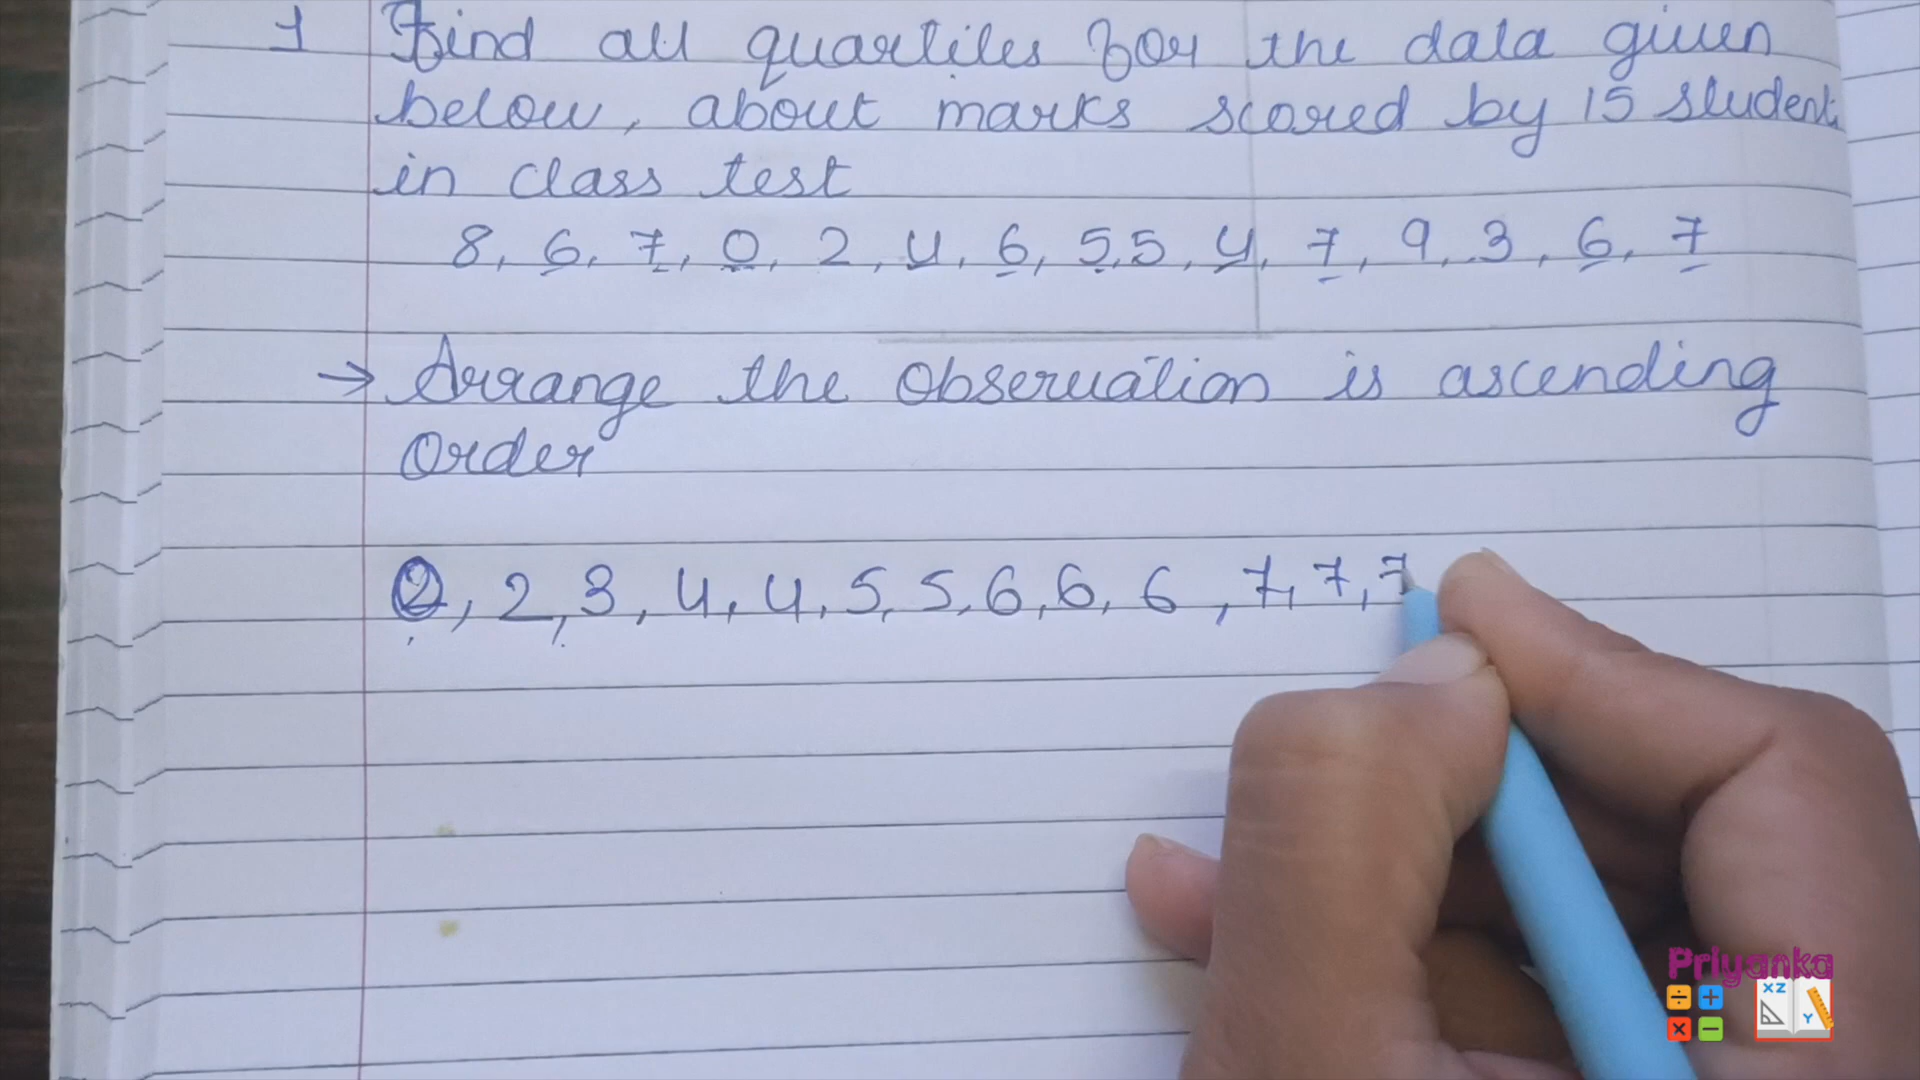 1 Find all quartiles for the data given
below, about marks scored by 15 student
in class test
8, 6, 7, 0, 2, 4, 6, 5, 5, 4, 7, 9, 3, 6, 7
→ Arrange the observation is ascending
Order
0, 2, 3, 4, 4, 5, 5, 6, 6, 6, 7, 7, 7
Priyanka
÷ + XZ
× − Y